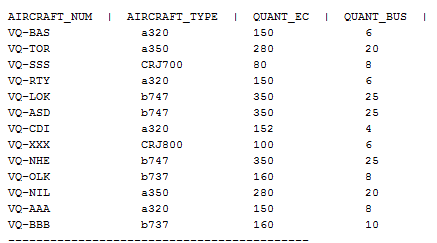 AIRCRAFT_NUM | AIRCRAFT_TYPE | QUANT_EC | QUANT_BUS |
VQ-BAS a320 150 6
VQ-TOR a350 280 20
VQ-SSS CRJ700 80 8
VQ-RTY a320 150 6
VQ-LOK b747 350 25
VQ-ASD b747 350 25
VQ-CDI a320 152 4
VQ-XXX CRJ800 100 6
VQ-NHE b747 350 25
VQ-OLK b737 160 8
VQ-NIL a350 280 20
VQ-AAA a320 150 8
VQ-BBB b737 160 10
-------------------------------------------